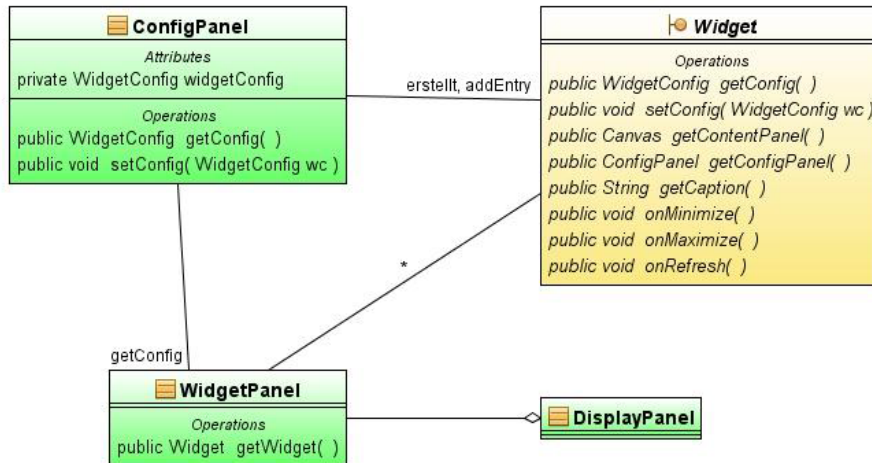 ConfigPanel
Attributes
private WidgetConfig widgetConfig
Operations
public WidgetConfig getConfig( )
public void setConfig( WidgetConfig wc )
erstellt, addEntry
Widget
Operations
public WidgetConfig getConfig( )
public void setConfig( WidgetConfig wc )
public Canvas getContentPanel( )
public ConfigPanel getConfigPanel( )
public String getCaption( )
public void onMinimize( )
public void onMaximize( )
public void onRefresh( )
*
getConfig
WidgetPanel
Operations
public Widget getWidget( )
DisplayPanel